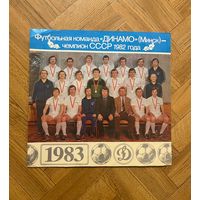 Футбольная команда «ДИНАМО» (Минск)—
чемпион СССР 1982 года
1983
Д